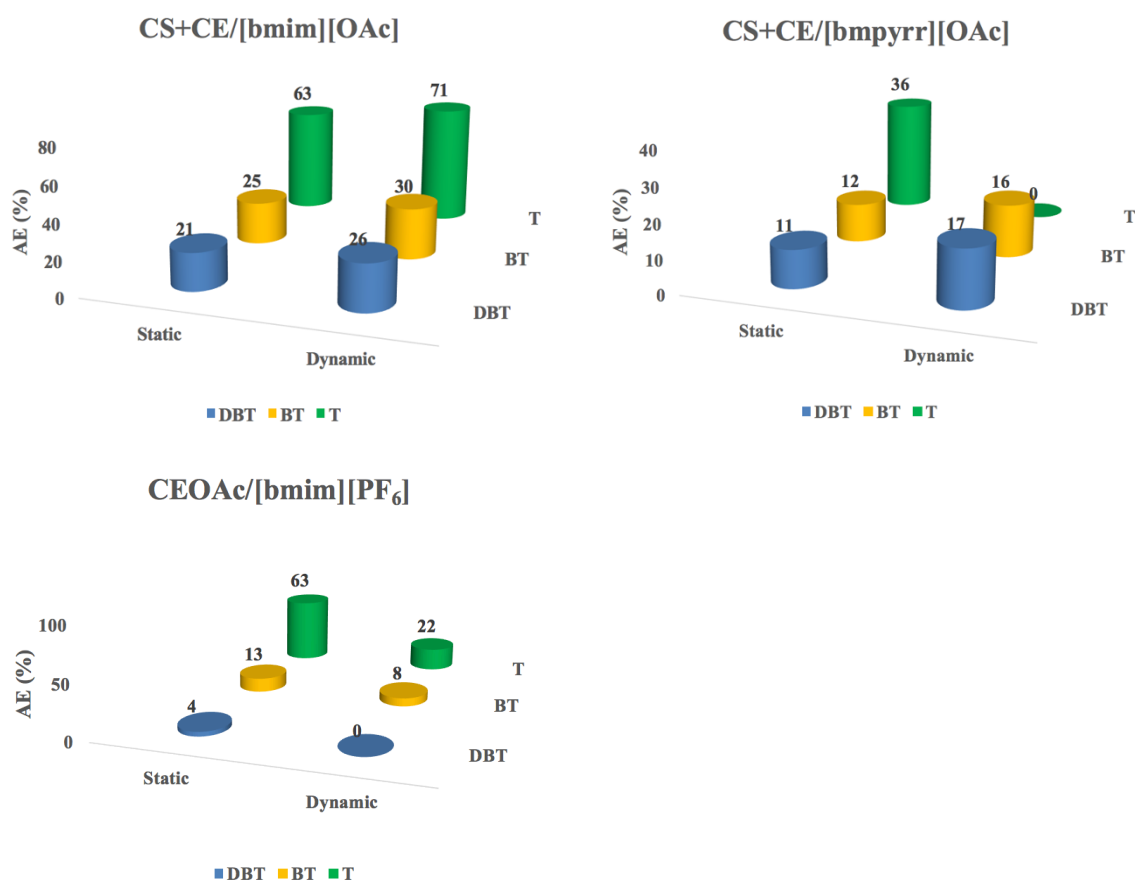 CS+CE/[bmim][OAc]
63
71
80
AE (%)
60
25
30
40
21
26
T
20
BT
0
DBT
Static
Dynamic
DBT BT T
CS+CE/[bmpyrr][OAc]
36
40
AE (%)
30
12
16
0
20
11
17
T
10
BT
0
DBT
Static
Dynamic
DBT BT T
CEOAc/[bmim][PF₆]
63
100
AE (%)
22
13
50
8
T
4
BT
0
0
DBT
Static
Dynamic
DBT BT T